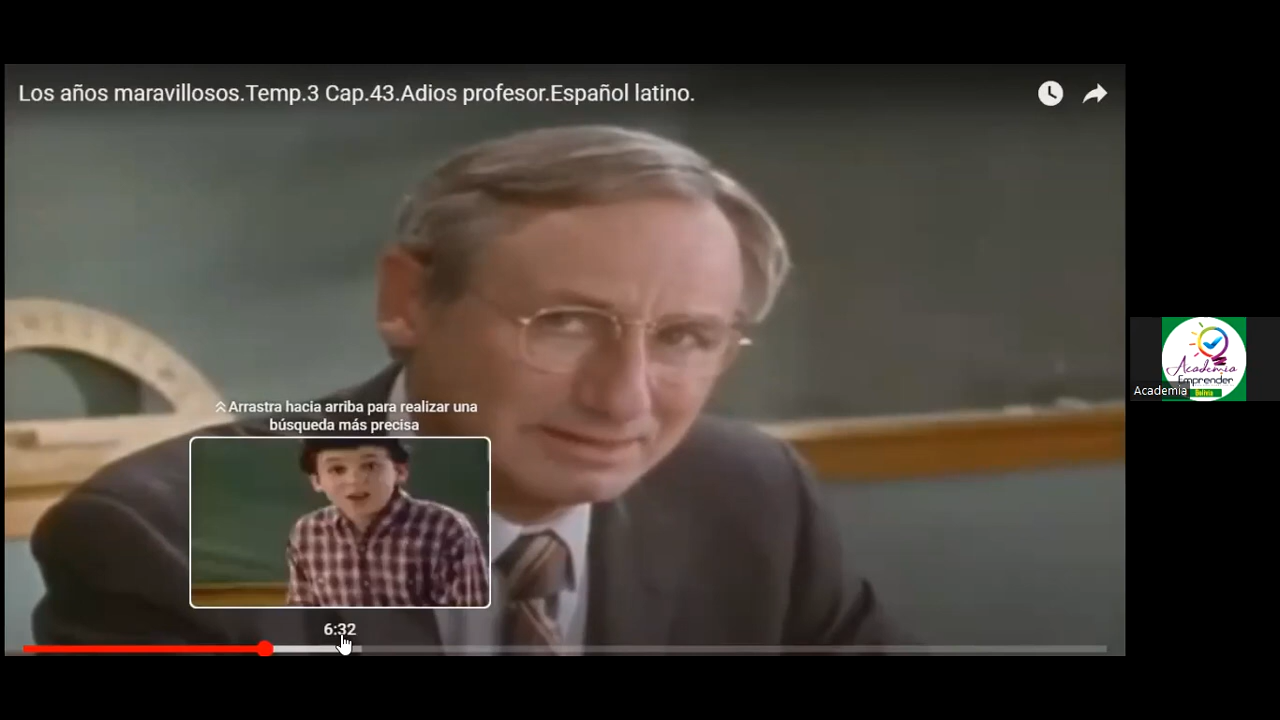 Los años maravillosos.Temp.3 Cap.43.Adios profesor.Español latino.
Arrastra hacia arriba para realizar una
búsqueda más precisa
6:32
Academia
Emprender
Bolivia
Academia